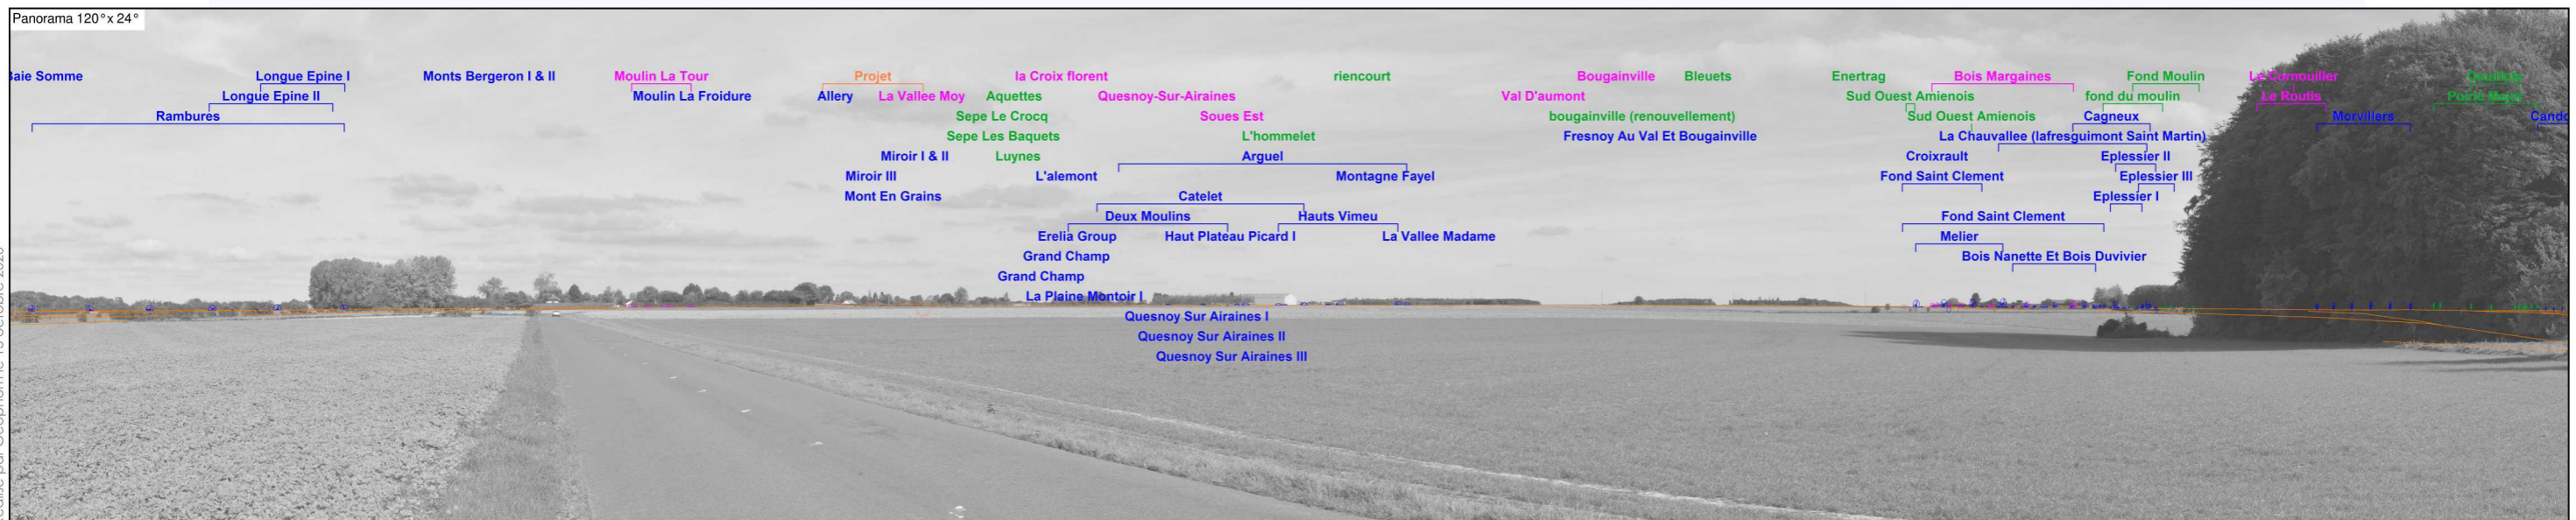 Panorama 120°x 24°
Baie Somme
Longue Epine I
Monts Bergeron I & II
Moulin La Tour
Projet
la Croix florent
riencourt
Bougainville
Bleuets
Enertrag
Bois Margaines
Fond Moulin
Le Cornouiller
Longue Epine II
Moulin La Froidure
Allery
La Vallee Moy
Aquettes
Quesnoy-Sur-Airaines
Val D'aumont
Sud Ouest Amienois
fond du moulin
Le Routis
Rambures
Sepe Le Crocq
Soues Est
bougainville (renouvellement)
Sud Ouest Amienois
Cagneux
Morvillers
Sepe Les Baquets
L'hommelet
Fresnoy Au Val Et Bougainville
La Chauvallee (lafresguimont Saint Martin)
Miroir I & II
Luynes
Arguel
Croixrault
Eplessier II
Miroir III
L'alemont
Montagne Fayel
Fond Saint Clement
Eplessier III
Mont En Grains
Catelet
Eplessier I
Deux Moulins
Hauts Vimeu
Fond Saint Clement
Erelia Group
Haut Plateau Picard I
La Vallee Madame
Melier
Grand Champ
Bois Nanette Et Bois Duvivier
Grand Champ
La Plaine Montoir I
Quesnoy Sur Airaines I
Quesnoy Sur Airaines II
Quesnoy Sur Airaines III